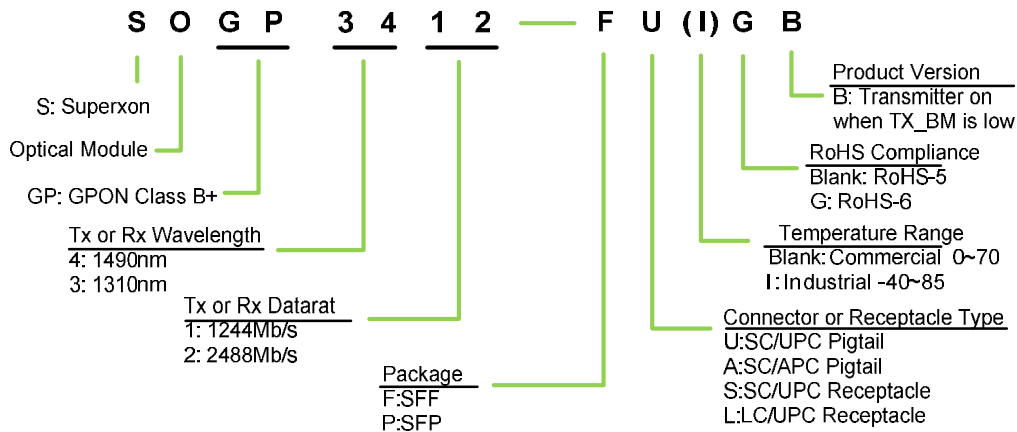 S O G P 3 4 1 2 — F U (I) G B
S: Superxon
Optical Module
GP: GPON Class B+
Tx or Rx Wavelength
4: 1490nm
3: 1310nm
Tx or Rx Datarat
1: 1244Mb/s
2: 2488Mb/s
Package
F:SFF
P:SFP
Product Version
B: Transmitter on
when TX_BM is low
RoHS Compliance
Blank: RoHS-5
G: RoHS-6
Temperature Range
Blank: Commercial 0~70
I: Industrial -40~85
Connector or Receptacle Type
U:SC/UPC Pigtail
A:SC/APC Pigtail
S:SC/UPC Receptacle
L:LC/UPC Receptacle